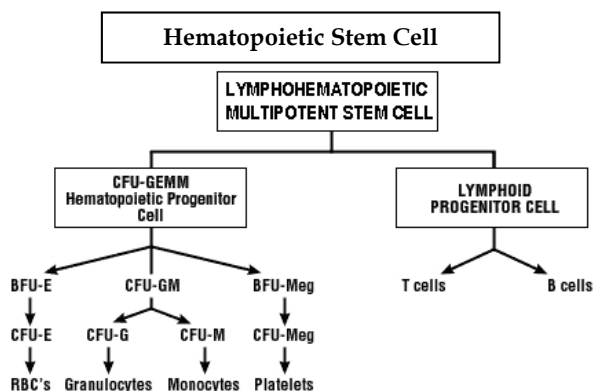 Hematopoietic Stem Cell
LYMPHOHEMATOPOIETIC
MULTIPOTENT STEM CELL
CFU-GEMM
Hematopoietic Progenitor
Cell
LYMPHOID
PROGENITOR CELL
BFU-E CFU-GM BFU-Meg T cells B cells
CFU-E CFU-G CFU-M CFU-Meg
RBC's Granulocytes Monocytes Platelets